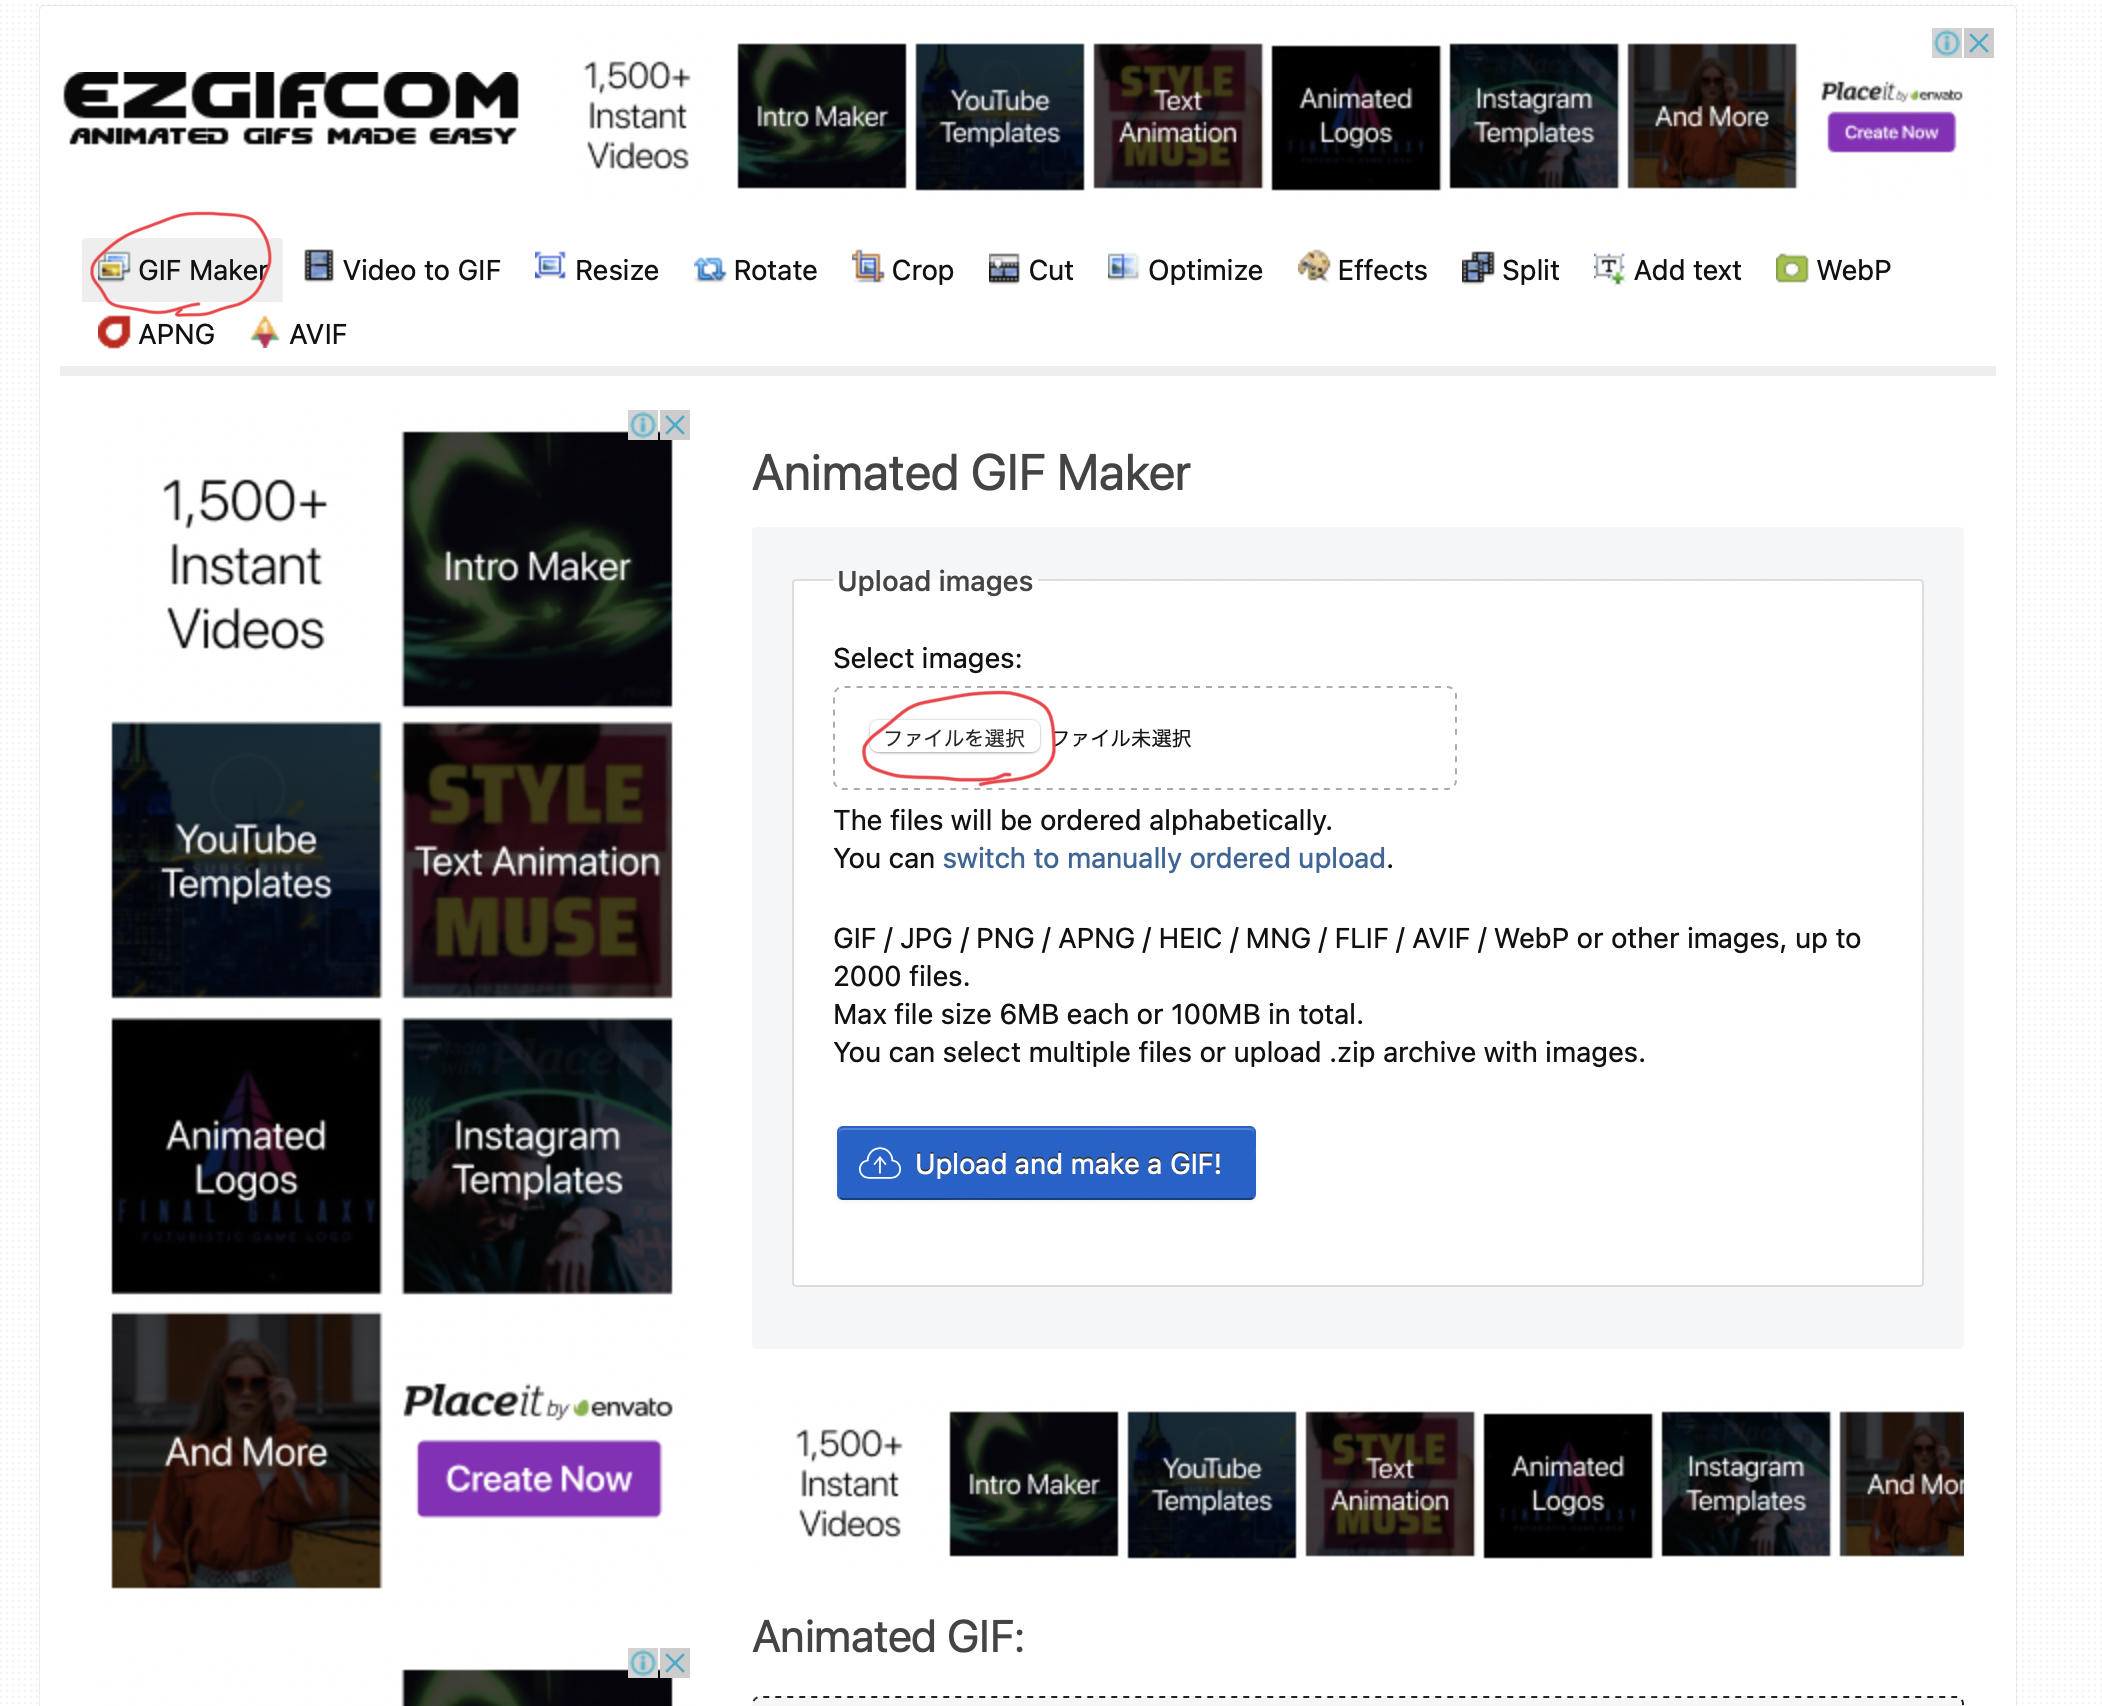 EZGIF.COM
ANIMATED GIFS MADE EASY
1,500+
Instant
Videos
Intro Maker
YouTube
Templates
STYLE
Text
Animation
MUSE
Animated
Logos
Instagram
Templates
And More
Placeit by envato
Create Now
GIF Maker
Video to GIF
Resize
Rotate
Crop
Cut
Optimize
Effects
Split
Add text
WebP
APNG
AVIF
1,500+
Instant
Videos
Intro Maker
YouTube
Templates
STYLE
Text Animation
MUSE
Animated
Logos
FINAL GALAXY
FUTURISTIC GAME LOGO
Instagram
Templates
And More
Placeit by envato
Create Now
Animated GIF Maker
Upload images
Select images:
ファイルを選択 ファイル未選択
The files will be ordered alphabetically.
You can switch to manually ordered upload.
GIF / JPG / PNG / APNG / HEIC / MNG / FLIF / AVIF / WebP or other images, up to
2000 files.
Max file size 6MB each or 100MB in total.
You can select multiple files or upload .zip archive with images.
Upload and make a GIF!
1,500+
Instant
Videos
Intro Maker
YouTube
Templates
STYLE
Text
Animation
MUSE
Animated
Logos
Instagram
Templates
And Mor
Animated GIF: